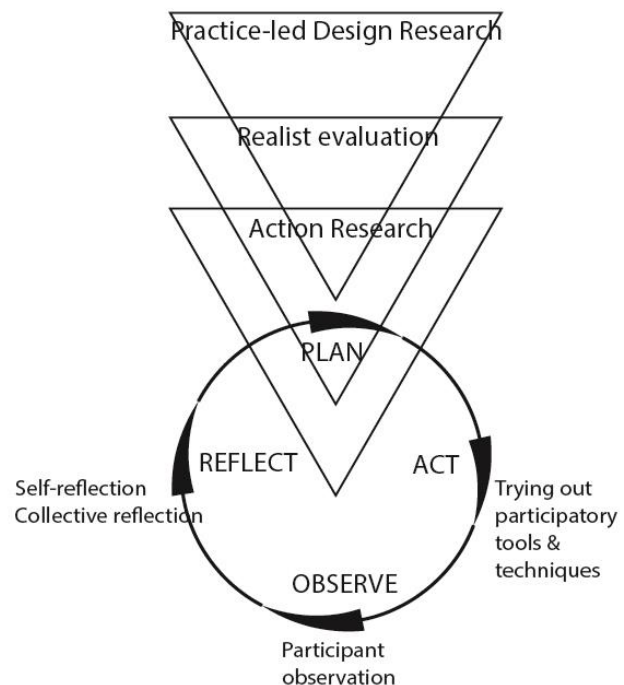 Practice-led Design Research
Realist evaluation
Action Research
PLAN
REFLECT
ACT
Self-reflection
Collective reflection
Trying out
participatory
tools &
techniques
OBSERVE
Participant
observation